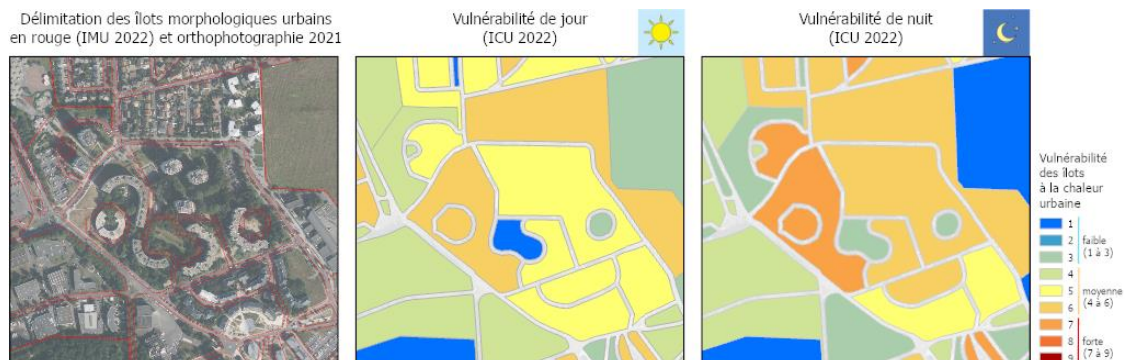 Délimitation des îlots morphologiques urbains
en rouge (IMU 2022) et orthophotographie 2021
Vulnérabilité de jour
(ICU 2022)
Vulnérabilité de nuit
(ICU 2022)
Vulnérabilité
des îlots
à la chaleur
urbaine
1
2 faible
3 (1 à 3)
4
5 moyenne
6 (4 à 6)
7
8 forte
(7 à 9)